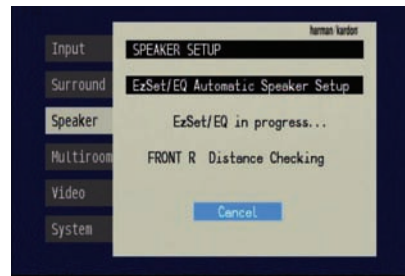 harman kardon
Input
SPEAKER SETUP
Surround
EzSet/EQ Automatic Speaker Setup
Speaker
EzSet/EQ in progress...
Multiroom
FRONT R Distance Checking
Video
Cancel
System